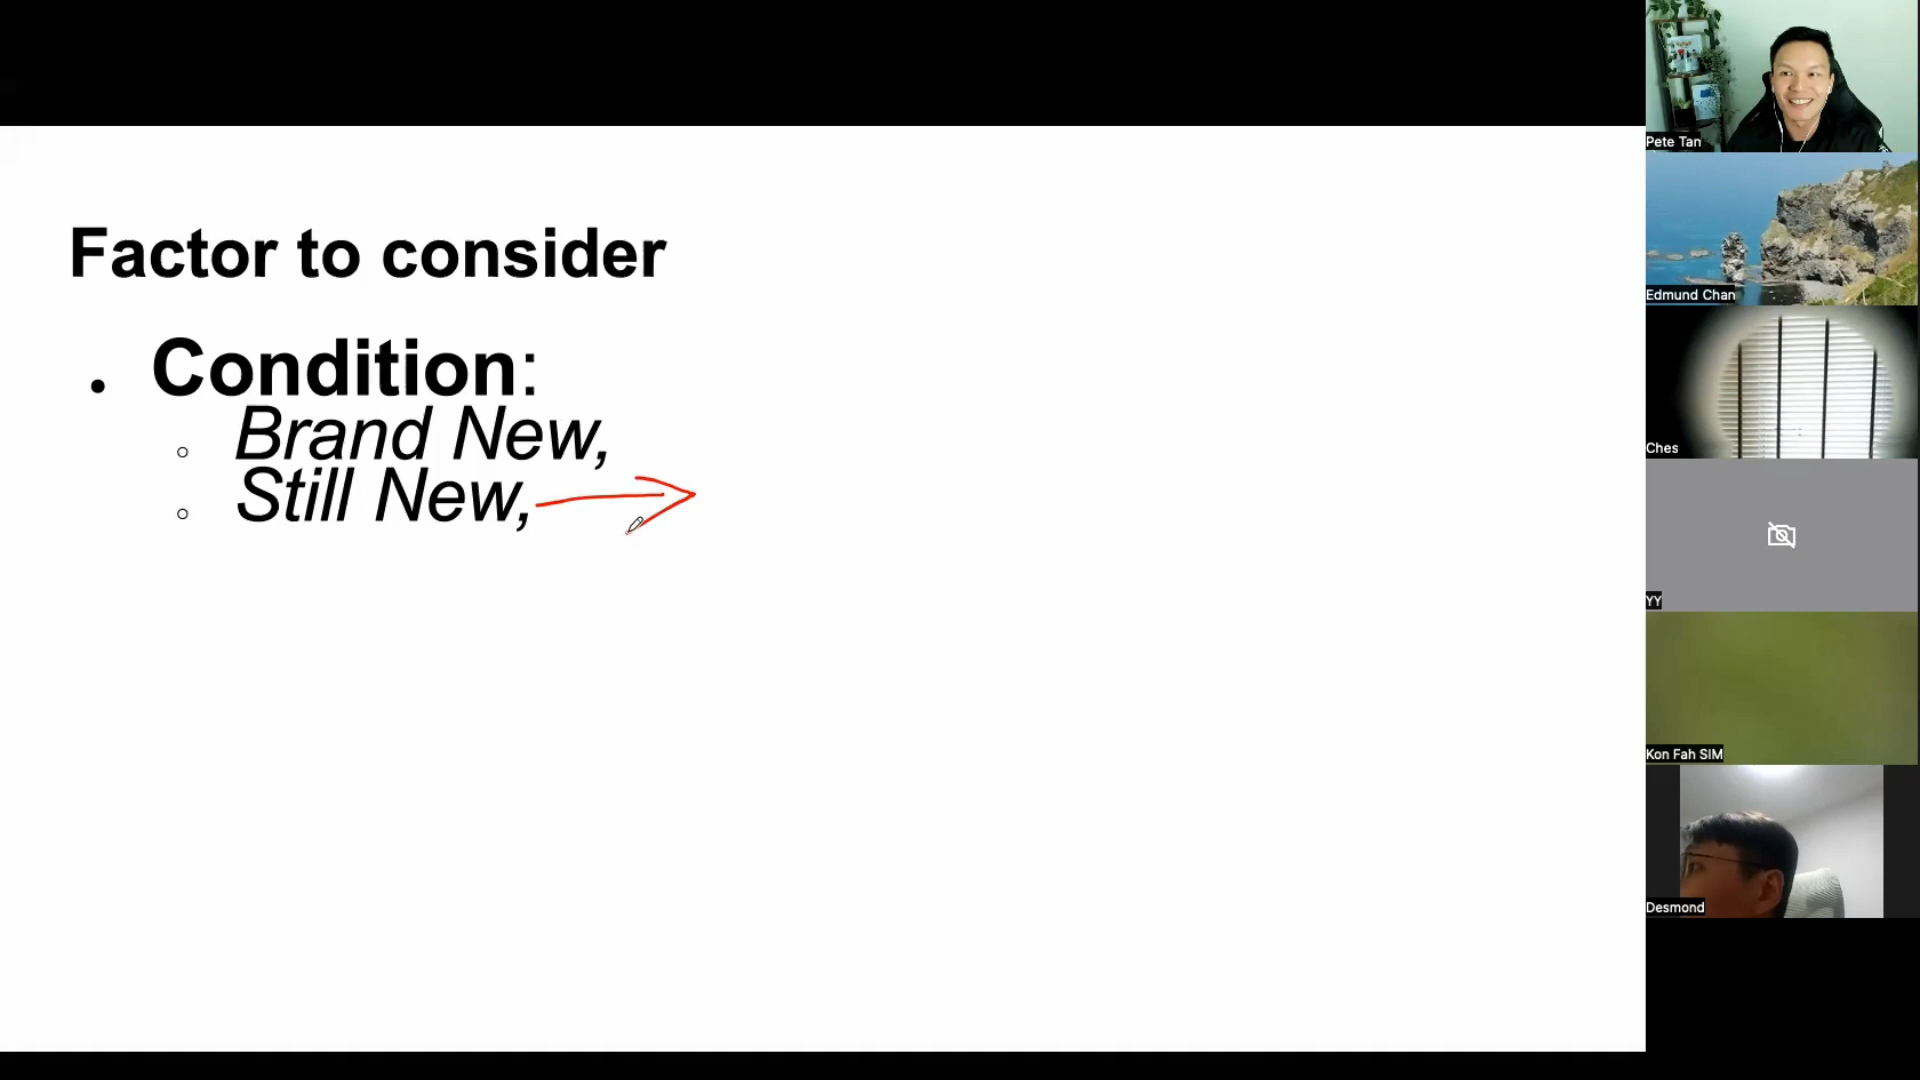 Factor to consider
Condition:
Brand New,
Still New,
Pete Tan
Edmund Chan
Ches
YY
Kon Fah SIM
Desmond